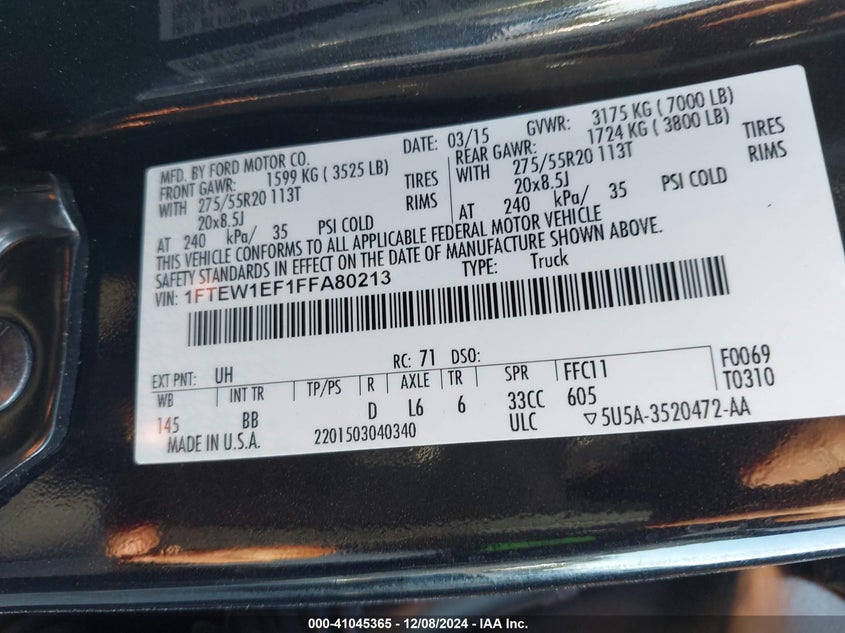 MFD. BY FORD MOTOR CO.
DATE: 03/15 GVWR: 3175 KG ( 7000 LB)
FRONT GAWR: 1599 KG ( 3525 LB)
REAR GAWR: 1724 KG ( 3800 LB)
WITH 275/55R20 113T TIRES
WITH 275/55R20 113T TIRES
20x8.5J RIMS
20x8.5J RIMS
AT 240 kPa/ 35 PSI COLD
AT 240 kPa/ 35 PSI COLD
THIS VEHICLE CONFORMS TO ALL APPLICABLE FEDERAL MOTOR VEHICLE
SAFETY STANDARDS IN EFFECT ON THE DATE OF MANUFACTURE SHOWN ABOVE.
VIN: 1FTEW1EF1FFA80213 TYPE: Truck
EXT PNT: UH RC: 71 DSO:
WB INT TR TP/PS R AXLE TR SPR FFC11 F0069
145 BB D L6 6 33CC 605 T0310
MADE IN U.S.A. 2201503040340 ULC ▽5U5A-3520472-AA
000-41045365 - 12/08/2024 - IAA Inc.